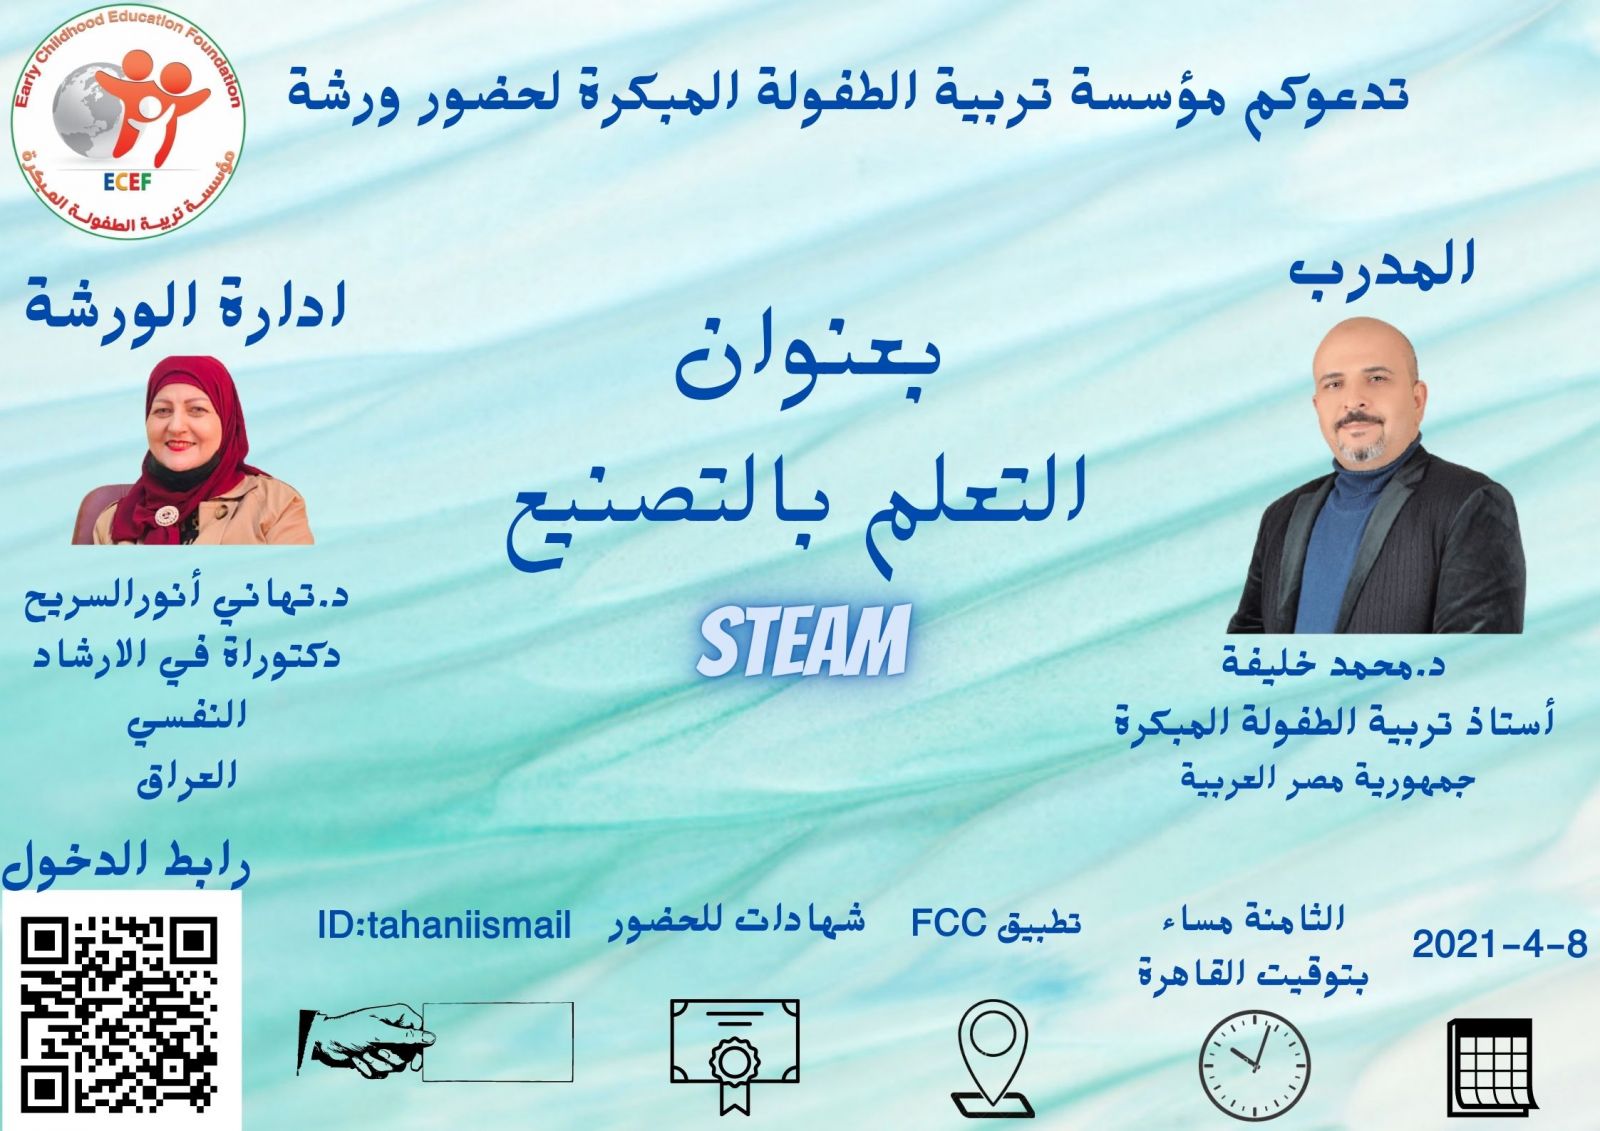 Early Childhood Education Foundation
ECEF
مؤسسة تربية الطفولة المبكرة
تدعوكم مؤسسة تربية الطفولة المبكرة لحضور ورشة
المدرب
ادارة الورشة
بعنوان
التعلم بالتصنيع
STEAM
د.محمد خليفة
أستاذ تربية الطفولة المبكرة
جمهورية مصر العربية
د.تهاني أنورالسريح
دكتوراة في الارشاد
النفسي
العراق
رابط الدخول
2021-4-8
الثامنة مساء
بتوقيت القاهرة
تطبيق FCC
شهادات للحضور
ID:tahaniismail